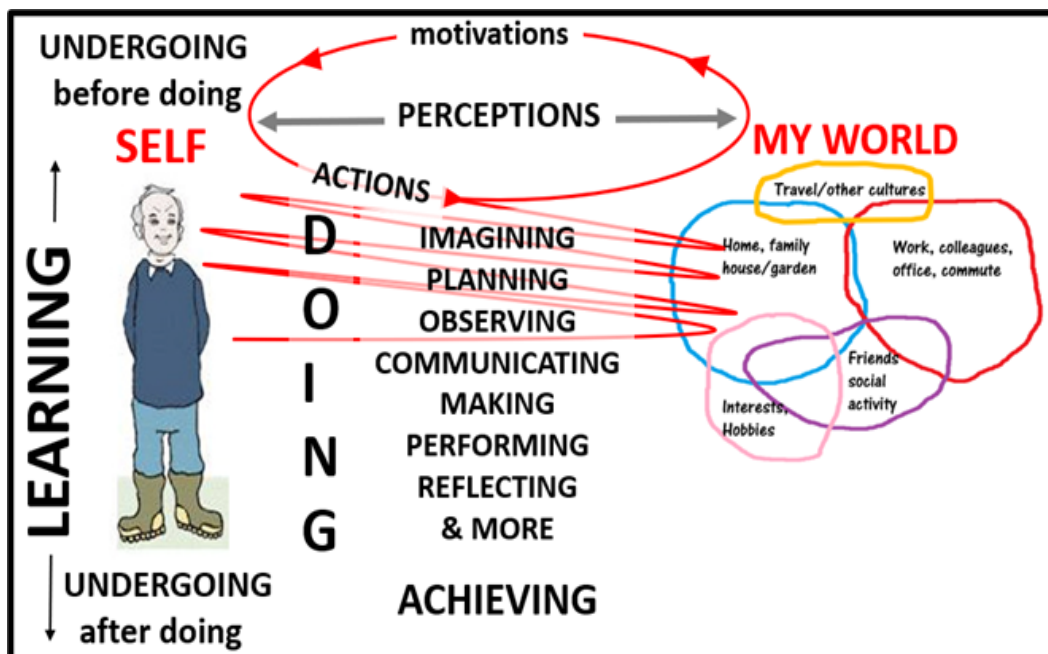 UNDERGOING
before doing
SELF
LEARNING
UNDERGOING
after doing
motivations
PERCEPTIONS
ACTIONS
DOING
IMAGINING
PLANNING
OBSERVING
COMMUNICATING
MAKING
PERFORMING
REFLECTING
& MORE
ACHIEVING
MY WORLD
Travel/other cultures
Home, family
house/garden
Work, colleagues,
office, commute
Friends
social
activity
Interests,
Hobbies